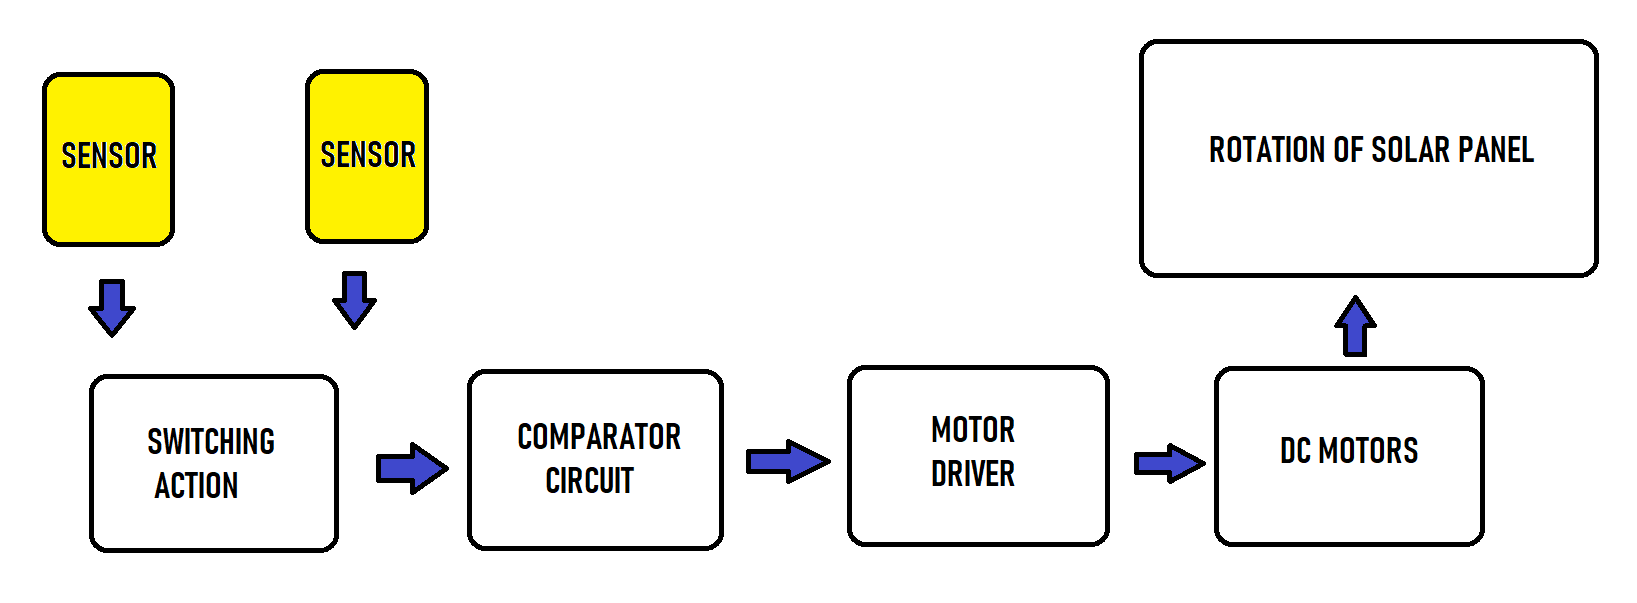 SENSOR
SENSOR
SWITCHING
ACTION
COMPARATOR
CIRCUIT
MOTOR
DRIVER
DC MOTORS
ROTATION OF SOLAR PANEL